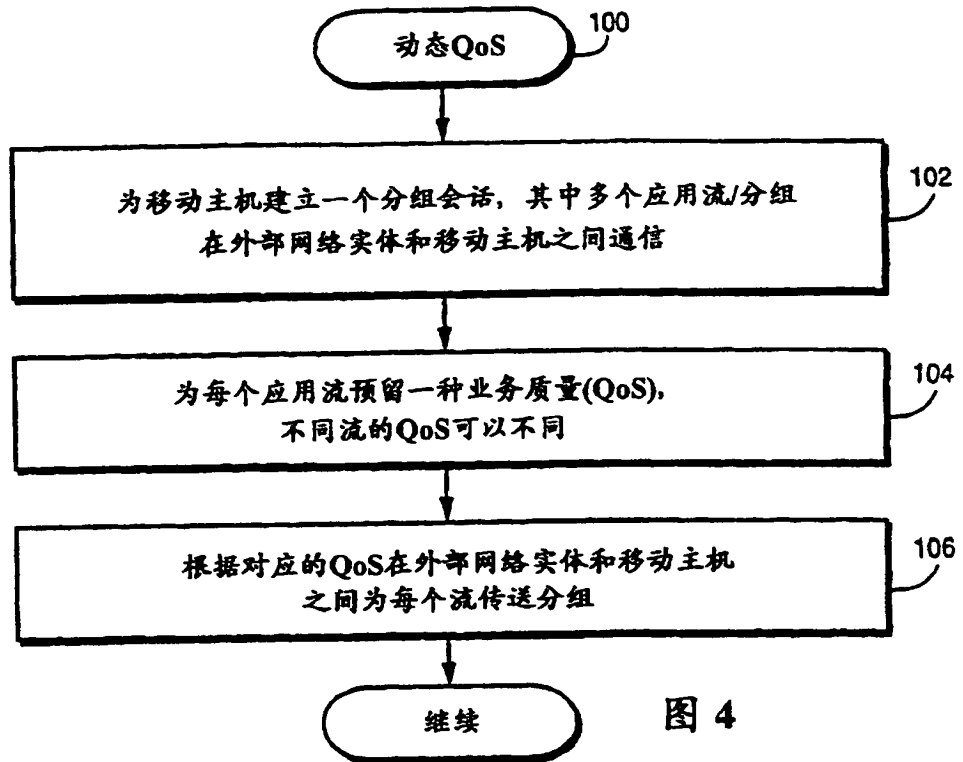 动态QoS
100
为移动主机建立一个分组会话，其中多个应用流/分组
在外部网络实体和移动主机之间通信
102
为每个应用流预留一种业务质量(QoS)，
不同流的QoS可以不同
104
根据对应的QoS在外部网络实体和移动主机
之间为每个流传送分组
106
继续
图 4